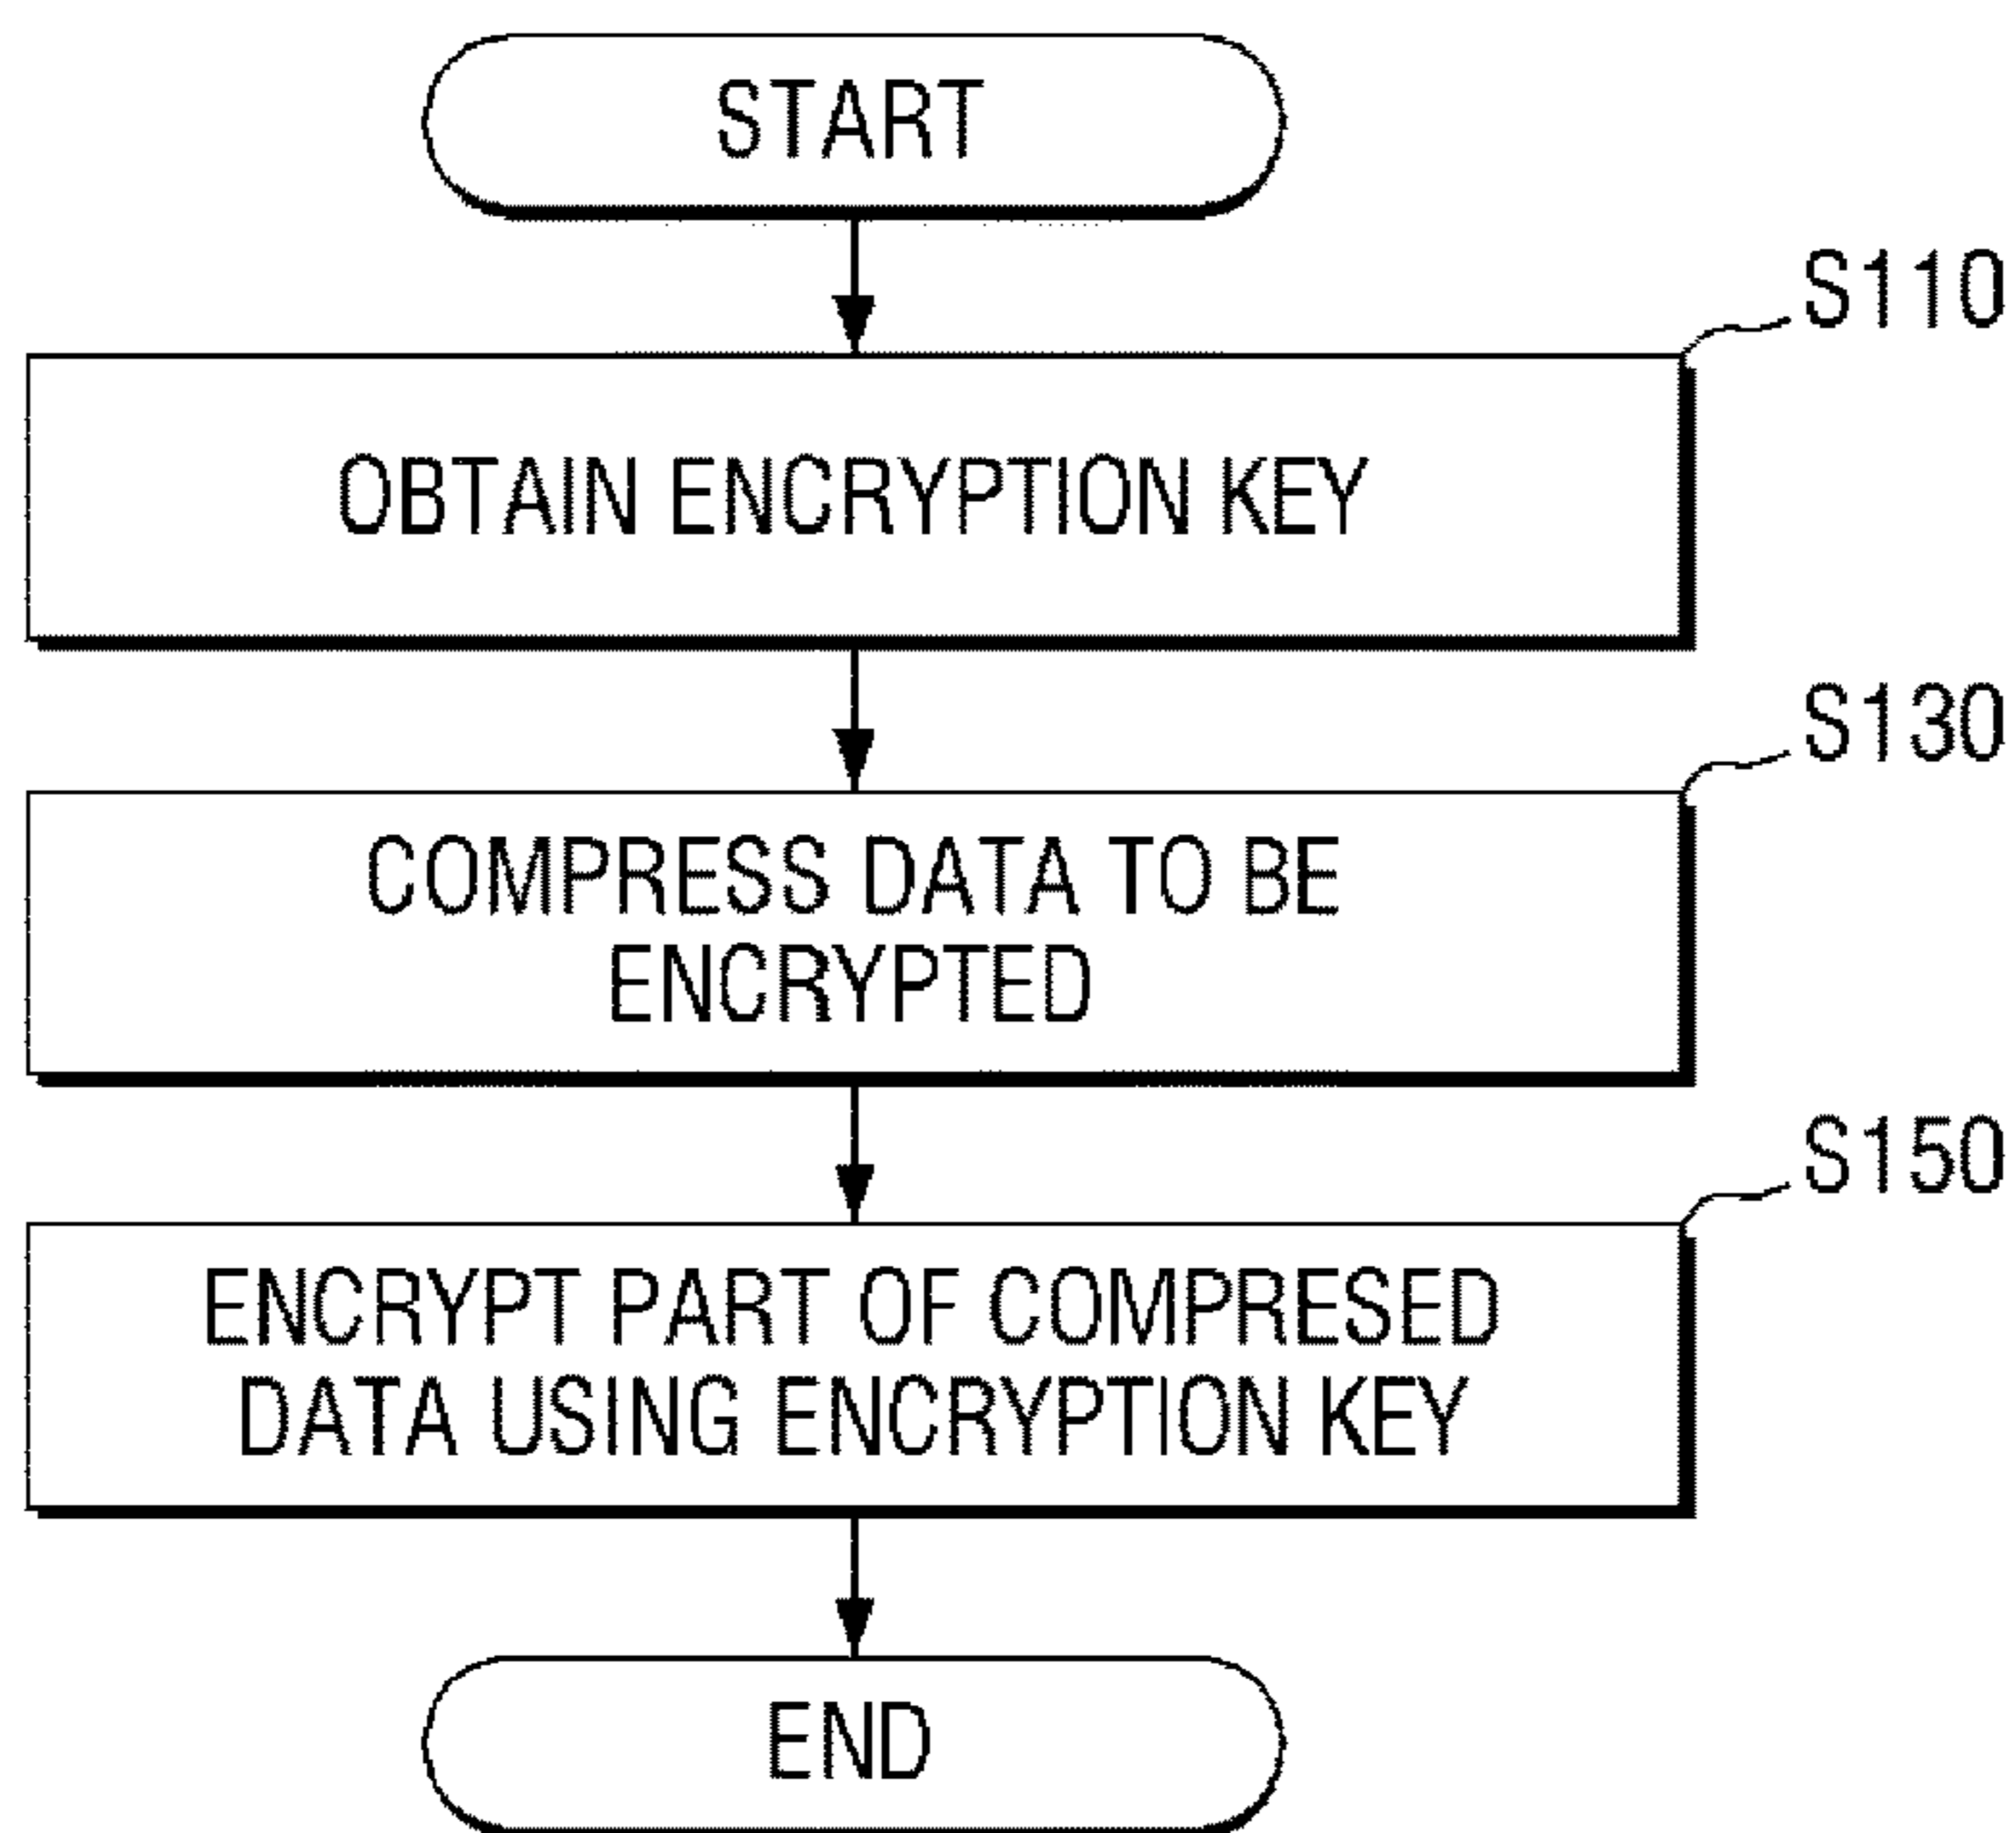 START
S110
OBTAIN ENCRYPTION KEY
S130
COMPRESS DATA TO BE
ENCRYPTED
S150
ENCRYPT PART OF COMPRESED
DATA USING ENCRYPTION KEY
END